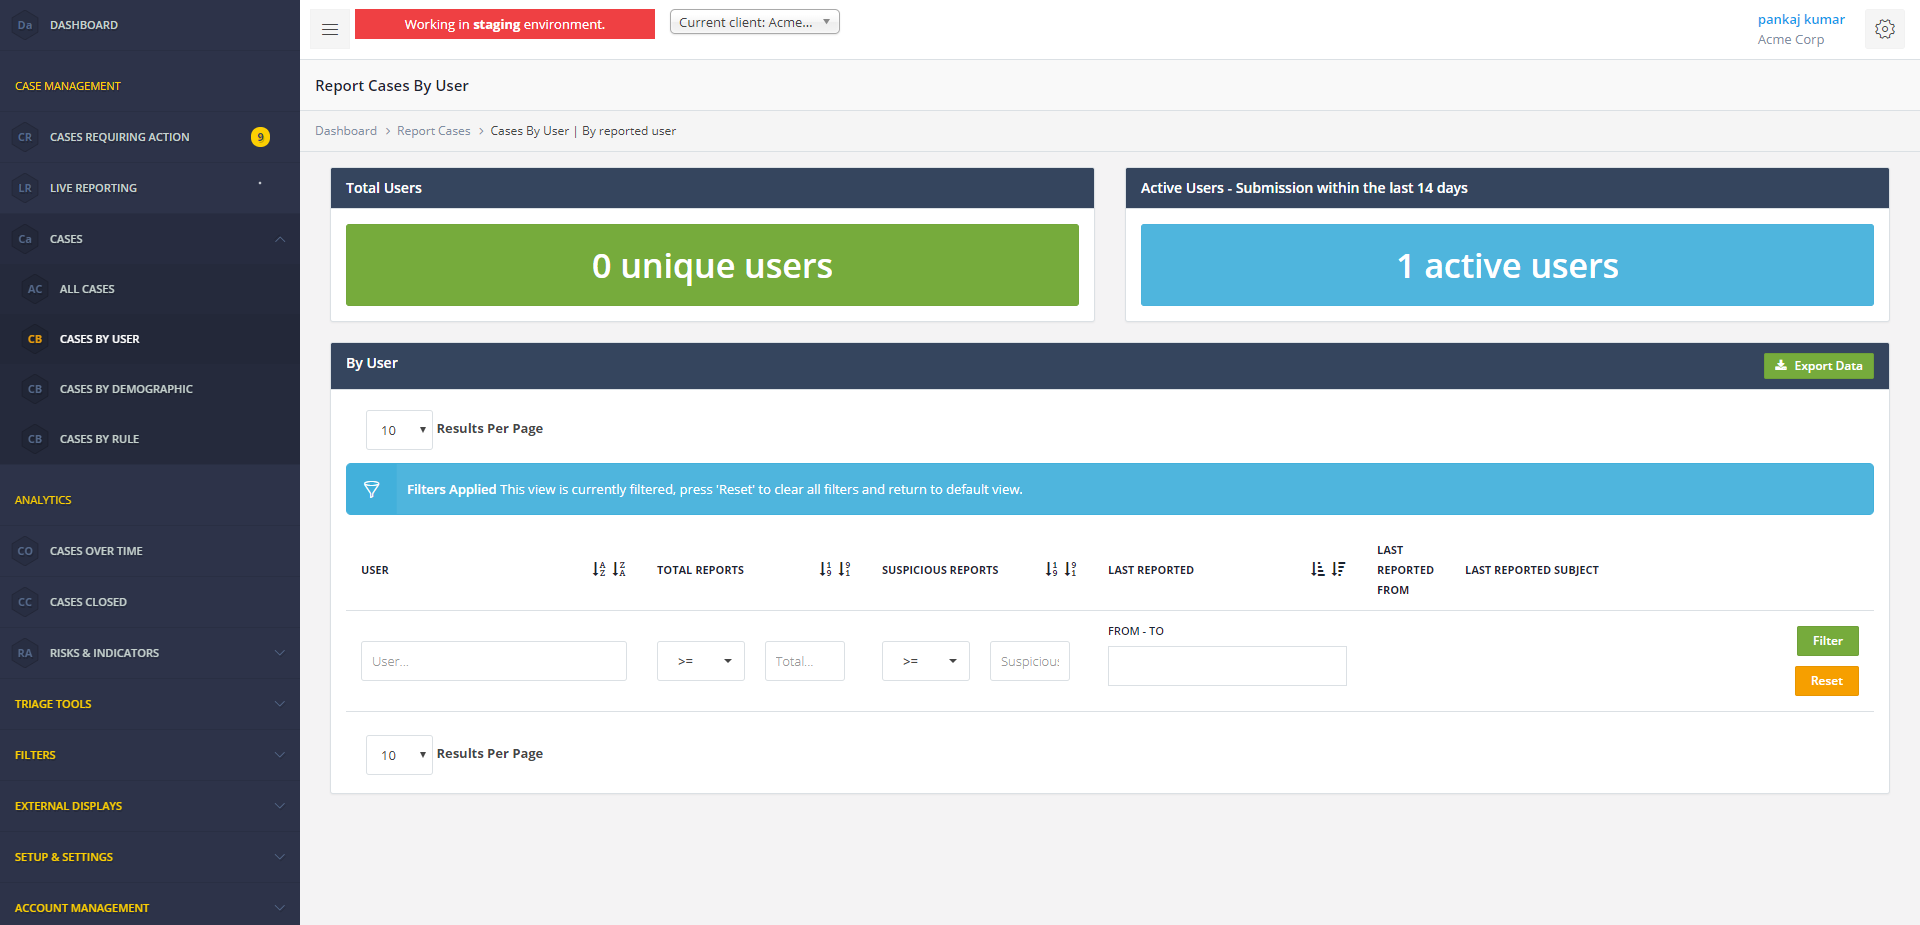 Da DASHBOARD
CASE MANAGEMENT
CR CASES REQUIRING ACTION 9
LR LIVE REPORTING
Ca CASES
AC ALL CASES
CB CASES BY USER
CB CASES BY DEMOGRAPHIC
CB CASES BY RULE
ANALYTICS
CO CASES OVER TIME
CC CASES CLOSED
RA RISKS & INDICATORS
TRIAGE TOOLS
FILTERS
EXTERNAL DISPLAYS
SETUP & SETTINGS
ACCOUNT MANAGEMENT
Working in staging environment.
Current client: Acme...
pankaj kumar
Acme Corp
Report Cases By User
Dashboard > Report Cases > Cases By User | By reported user
Total Users
0 unique users
Active Users - Submission within the last 14 days
1 active users
By User
Export Data
10 Results Per Page
Filters Applied This view is currently filtered, press 'Reset' to clear all filters and return to default view.
USER
TOTAL REPORTS
SUSPICIOUS REPORTS
LAST REPORTED
LAST
REPORTED
FROM
LAST REPORTED SUBJECT
User...
>=
Total...
>=
Suspicious
FROM - TO
Filter
Reset
10 Results Per Page